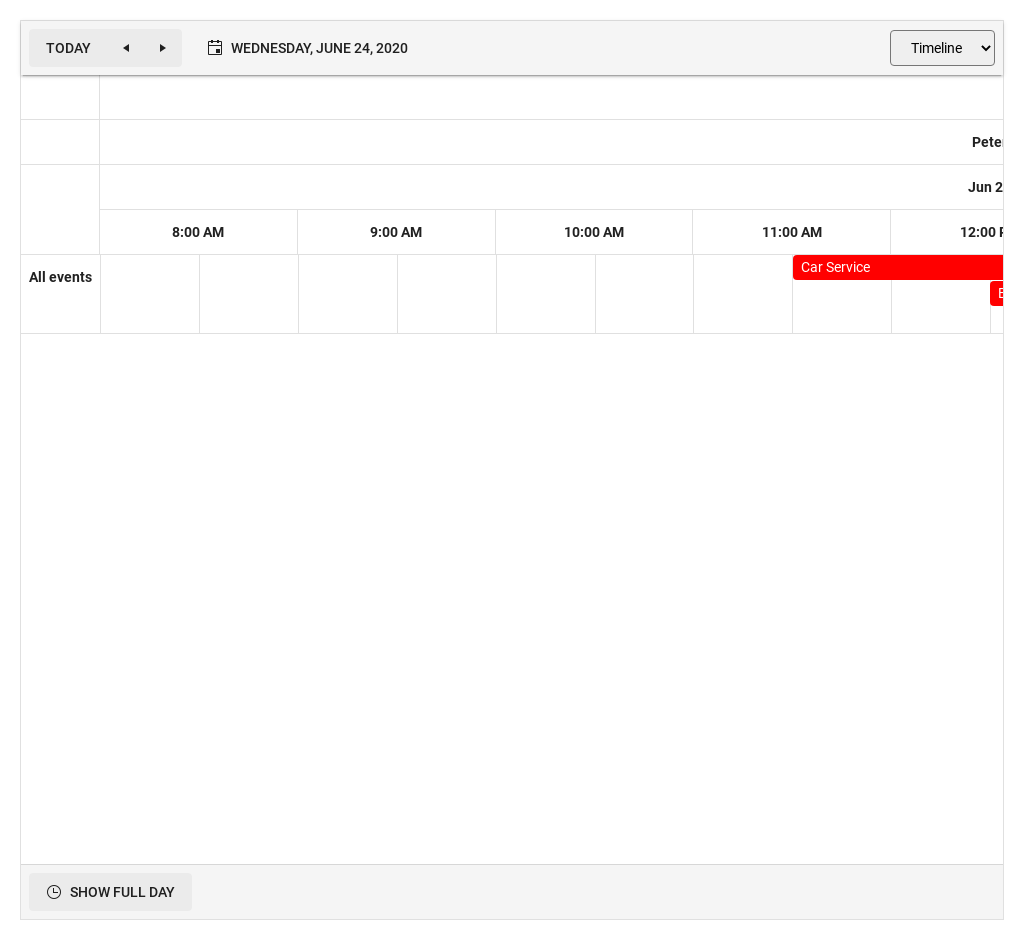 TODAY
WEDNESDAY, JUNE 24, 2020
Timeline
Jun 2
8:00 AM
9:00 AM
10:00 AM
11:00 AM
12:00
All events
Car Service
SHOW FULL DAY